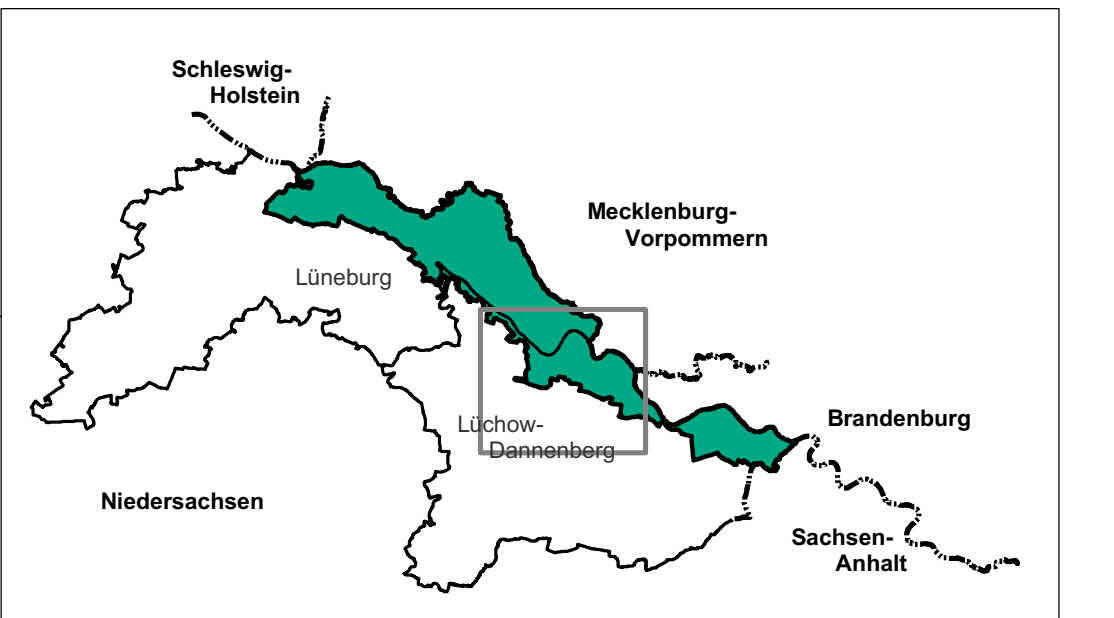 Schleswig-
Holstein
Mecklenburg-
Vorpommern
Lüneburg
Lüchow-
Dannenberg
Brandenburg
Niedersachsen
Sachsen-
Anhalt